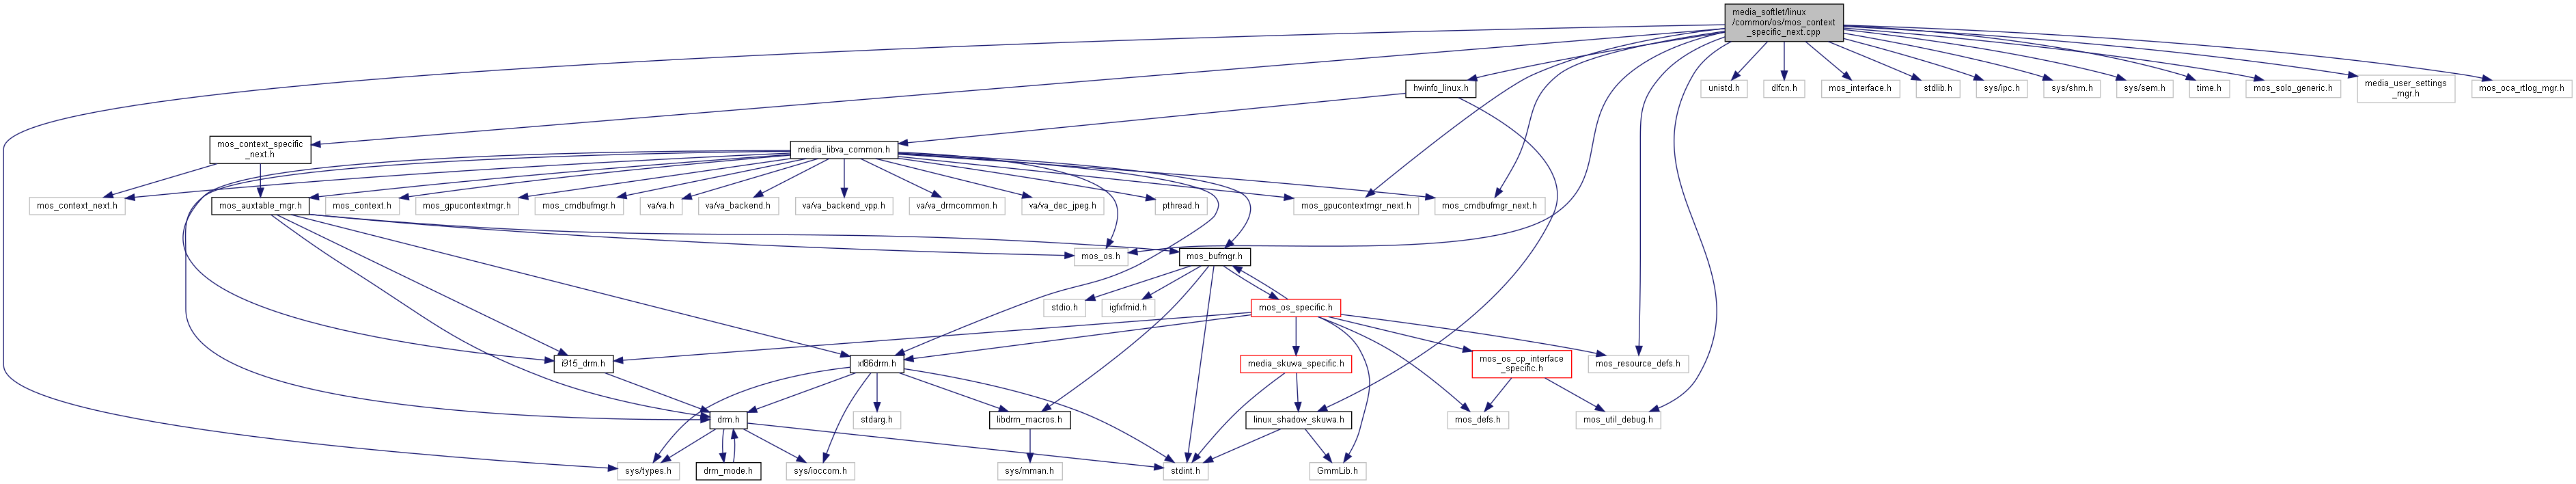 media_softlet/linux
/common/os/mos_context
_specific_next.cpp
hwinfo_linux.h
unistd.h
dlfcn.h
mos_interface.h
stdlib.h
sys/ipc.h
sys/shm.h
sys/sem.h
time.h
mos_solo_generic.h
media_user_settings
_mgr.h
mos_oca_rtlog_mgr.h
mos_context_specific
_next.h
media_libva_common.h
mos_context_next.h
mos_auxtable_mgr.h
mos_context.h
mos_gpucontextmgr.h
mos_cmdbufmgr.h
va/va.h
va/va_backend.h
va/va_backend_vpp.h
va/va_drmcommon.h
va/va_dec_jpeg.h
pthread.h
mos_gpucontextmgr_next.h
mos_cmdbufmgr_next.h
mos_os.h
mos_bufmgr.h
stdio.h
igfxfmid.h
mos_os_specific.h
i915_drm.h
xf86drm.h
media_skuwa_specific.h
mos_os_cp_interface
_specific.h
mos_resource_defs.h
drm.h
stdarg.h
libdrm_macros.h
linux_shadow_skuwa.h
mos_defs.h
mos_util_debug.h
sys/types.h
drm_mode.h
sys/ioccom.h
sys/mman.h
stdint.h
GmmLib.h